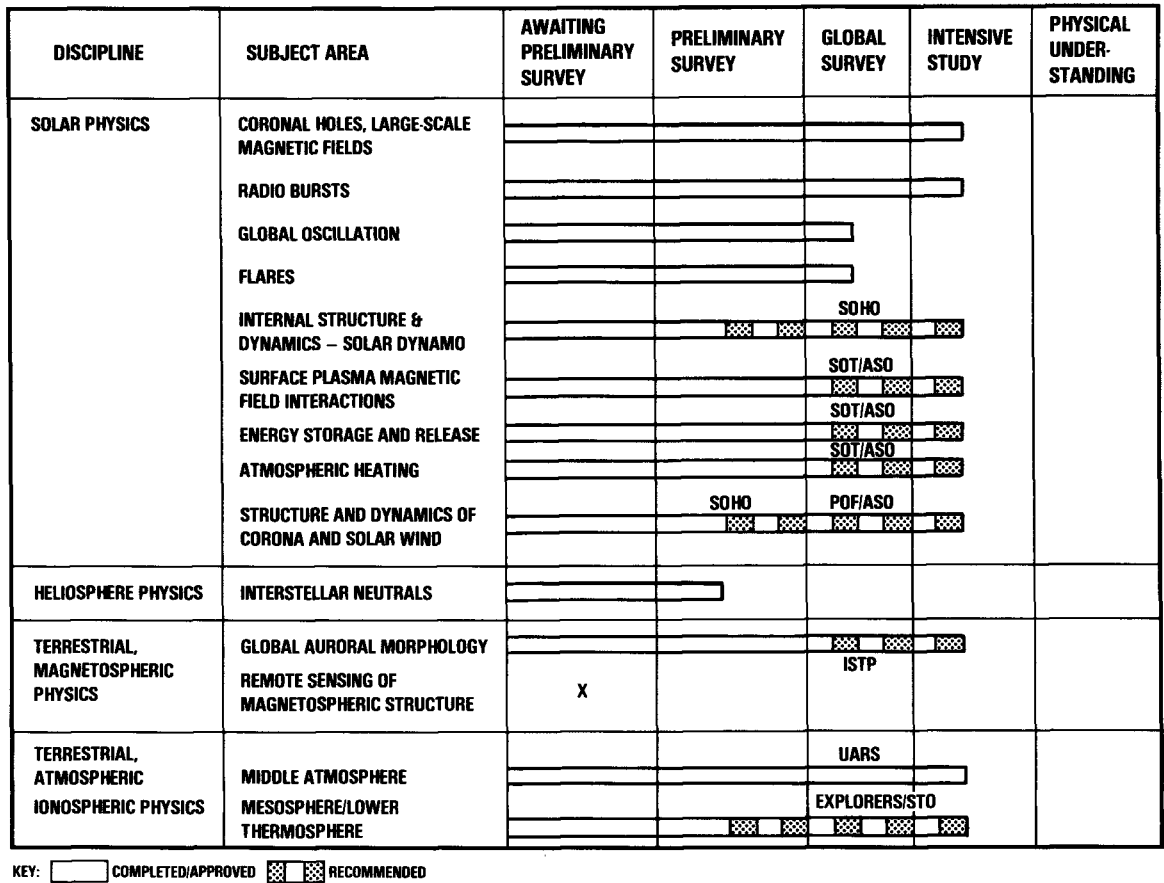 DISCIPLINE
SUBJECT AREA
AWAITING
PRELIMINARY
SURVEY
PRELIMINARY
SURVEY
GLOBAL
SURVEY
INTENSIVE
STUDY
PHYSICAL
UNDER-
STANDING
SOLAR PHYSICS
CORONAL HOLES, LARGE-SCALE
MAGNETIC FIELDS
RADIO BURSTS
GLOBAL OSCILLATION
FLARES
INTERNAL STRUCTURE &
DYNAMICS – SOLAR DYNAMO
SOHO
SURFACE PLASMA MAGNETIC
FIELD INTERACTIONS
SOT/ASO
ENERGY STORAGE AND RELEASE
SOT/ASO
ATMOSPHERIC HEATING
SOT/ASO
STRUCTURE AND DYNAMICS OF
CORONA AND SOLAR WIND
SOHO
POF/ASO
HELIOSPHERE PHYSICS
INTERSTELLAR NEUTRALS
TERRESTRIAL,
MAGNETOSPHERIC
PHYSICS
GLOBAL AURORAL MORPHOLOGY
ISTP
REMOTE SENSING OF
MAGNETOSPHERIC STRUCTURE
X
TERRESTRIAL,
ATMOSPHERIC
IONOSPHERIC PHYSICS
MIDDLE ATMOSPHERE
UARS
MESOSPHERE/LOWER
THERMOSPHERE
EXPLORERS/STO
KEY: COMPLETED/APPROVED RECOMMENDED